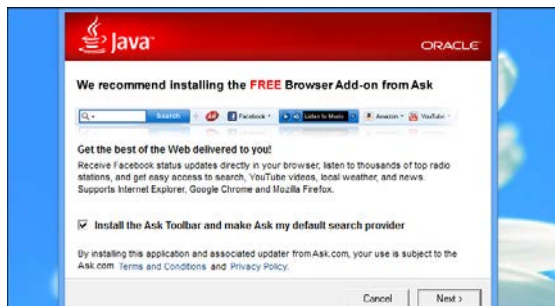 Java
ORACLE
We recommend installing the FREE Browser Add-on from Ask
Search Facebook Listen to Music Amazon YouTube
Get the best of the Web delivered to you!
Receive Facebook status updates directly in your browser, listen to thousands of top radio
stations, and get easy access to search, YouTube videos, local weather, and news.
Supports Internet Explorer, Google Chrome and Mozilla Firefox.
Install the Ask Toolbar and make Ask my default search provider
By installing this application and associated updater from Ask.com, your use is subject to the
Ask.com Terms and Conditions and Privacy Policy.
Cancel Next >